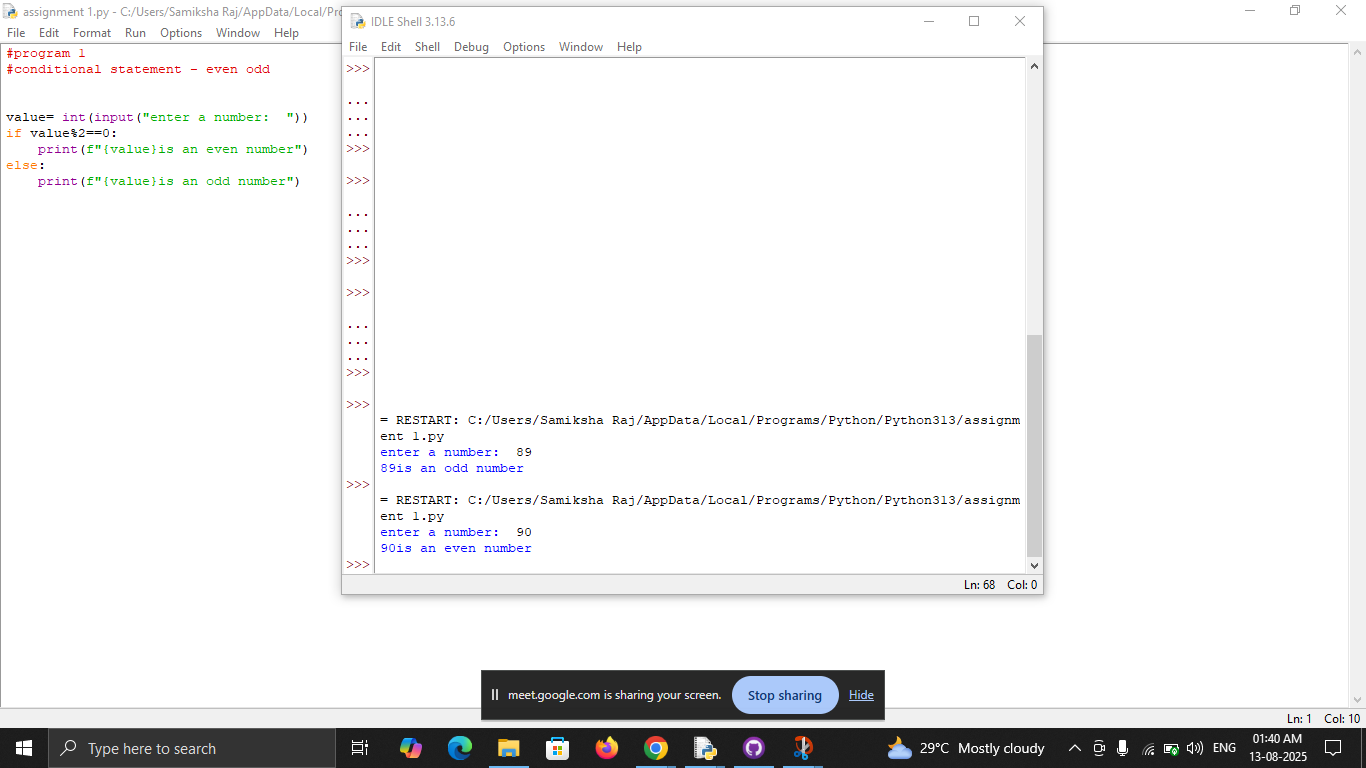 assignment 1.py - C:/Users/Samiksha Raj/AppData/Local/Pro
File Edit Format Run Options Window Help
#program 1
#conditional statement - even odd
value= int(input("enter a number:  "))
if value%2==0:
    print(f"{value}is an even number")
else:
    print(f"{value}is an odd number")
IDLE Shell 3.13.6
File Edit Shell Debug Options Window Help
>>>
...
...
...
>>>
>>>
...
...
...
>>>
>>>
...
...
...
>>>
>>>
= RESTART: C:/Users/Samiksha Raj/AppData/Local/Programs/Python/Python313/assignm
ent 1.py
enter a number:  89
89is an odd number
>>>
= RESTART: C:/Users/Samiksha Raj/AppData/Local/Programs/Python/Python313/assignm
ent 1.py
enter a number:  90
90is an even number
>>>
Ln: 68 Col: 0
meet.google.com is sharing your screen. Stop sharing Hide
Ln: 1 Col: 10
Type here to search
29°C Mostly cloudy
ENG
01:40 AM
13-08-2025